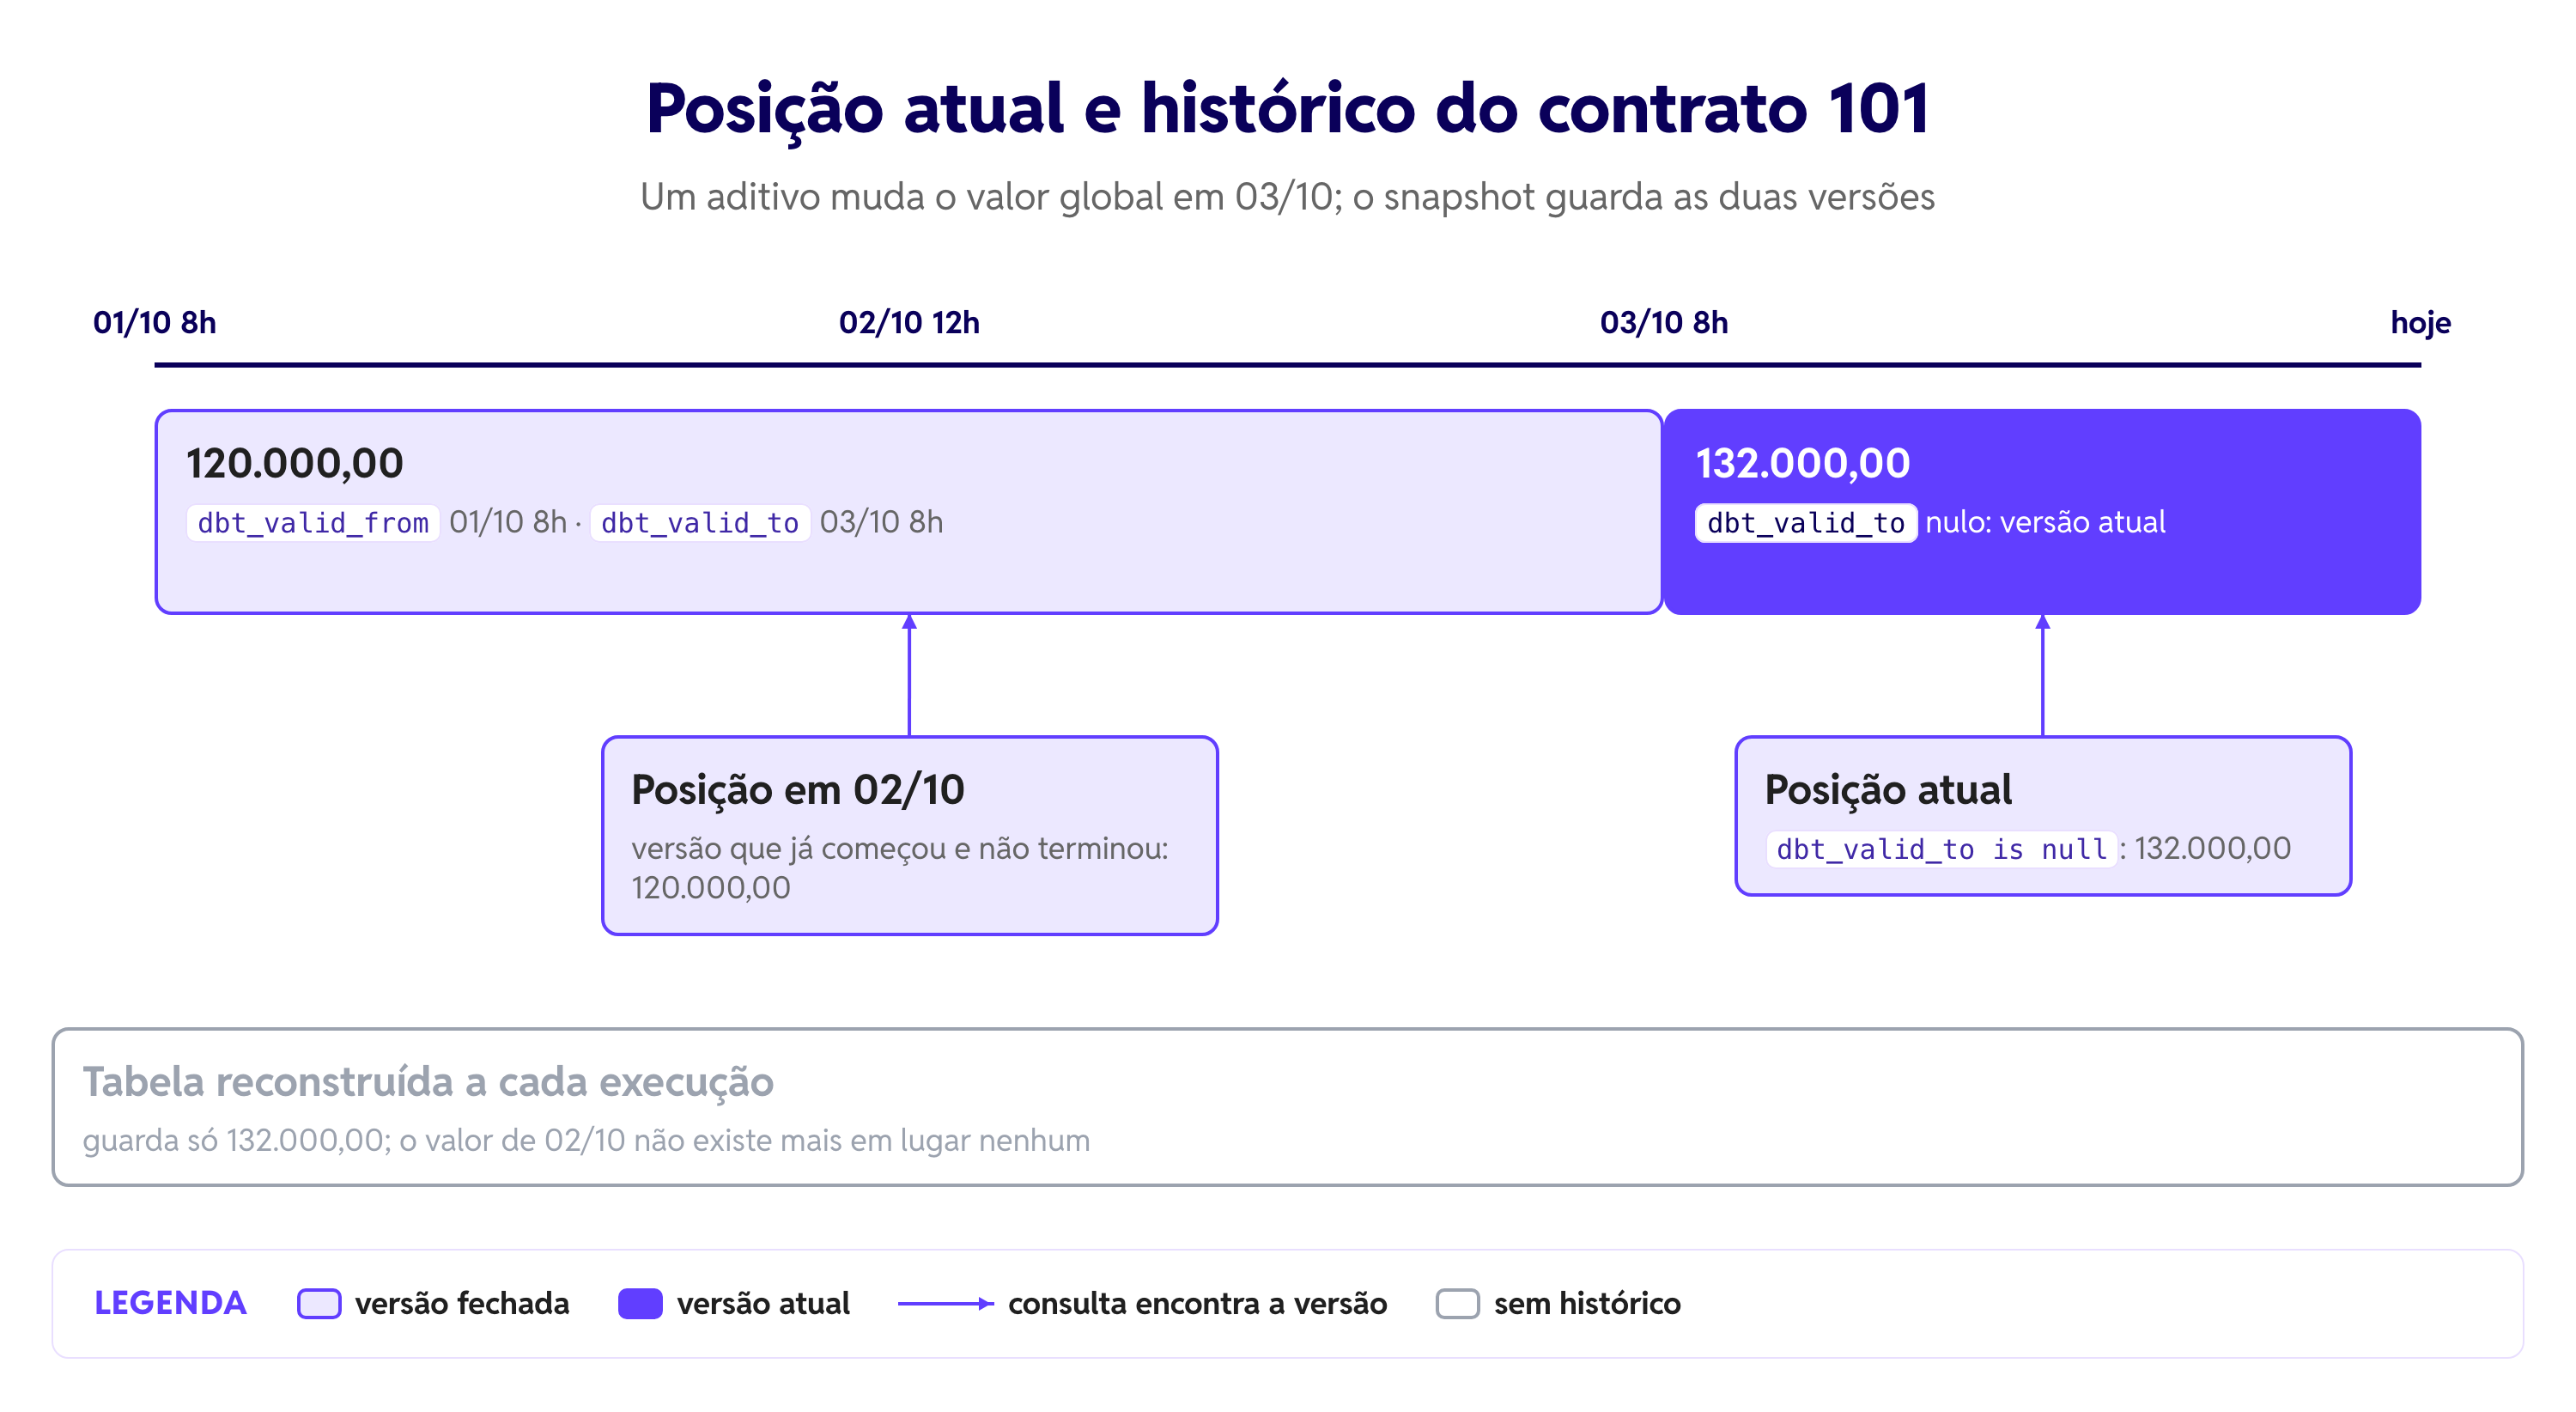 Posição atual e histórico do contrato 101
Um aditivo muda o valor global em 03/10; o snapshot guarda as duas versões
01/10 8h
02/10 12h
03/10 8h
hoje
120.000,00
dbt_valid_from 01/10 8h · dbt_valid_to 03/10 8h
132.000,00
dbt_valid_to nulo: versão atual
Posição em 02/10
versão que já começou e não terminou:
120.000,00
Posição atual
dbt_valid_to is null: 132.000,00
Tabela reconstruída a cada execução
guarda só 132.000,00; o valor de 02/10 não existe mais em lugar nenhum
LEGENDA
versão fechada
versão atual
consulta encontra a versão
sem histórico